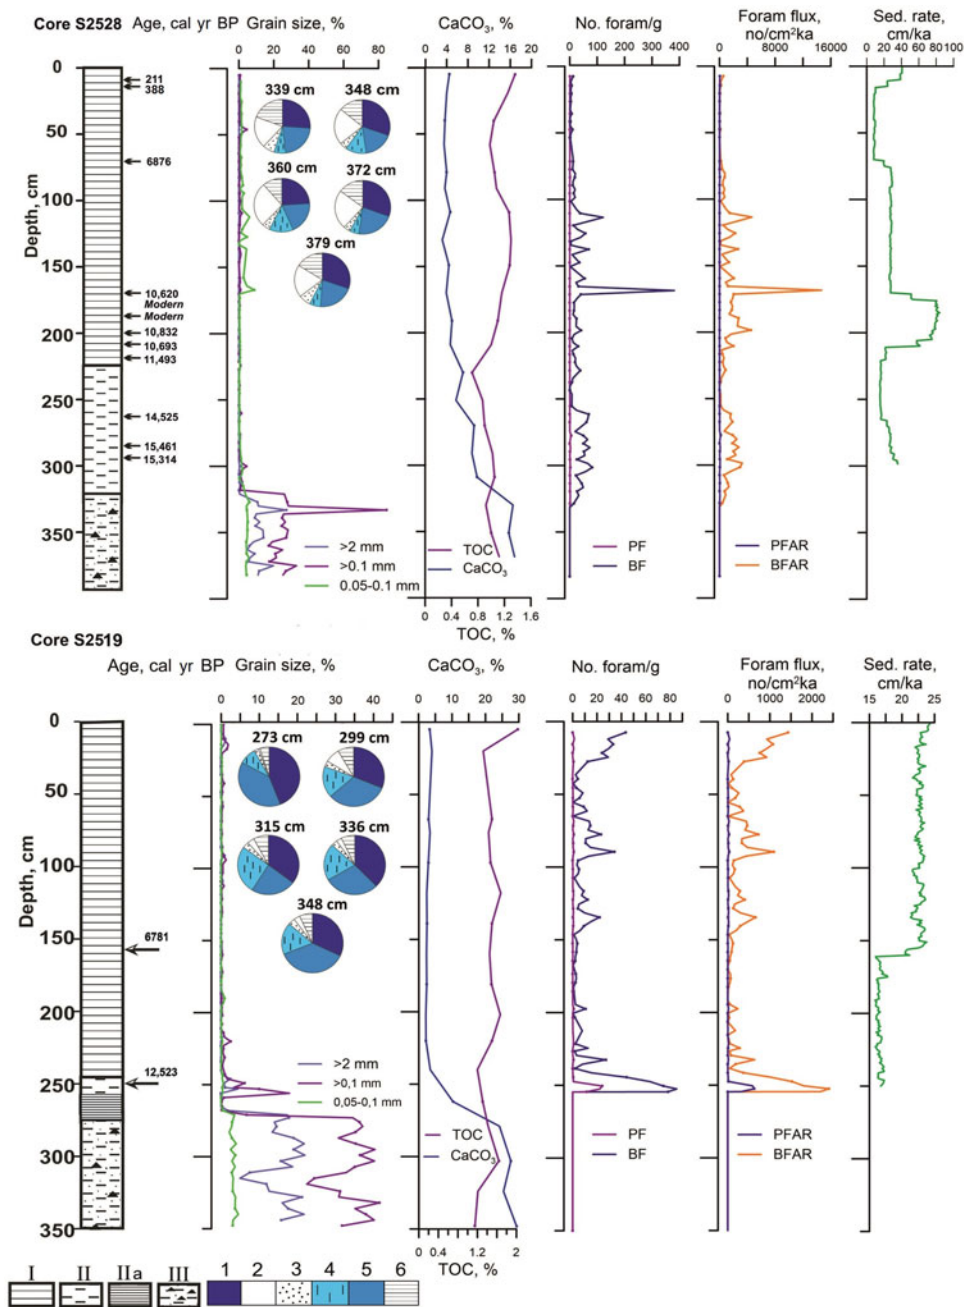 Core S2528 Age, cal yr BP Grain size, % CaCO₃, % No. foram/g Foram flux, no/cm²ka Sed. rate, cm/ka
0 20 40 60 80
0 4 8 12 16 20
0 100 200 300 400
0 8000 16000
0 20 40 60 80 100
Depth, cm
0
50
100
150
200
250
300
350
211
388
6876
10,620
Modern
Modern
10,832
10,693
11,493
14,525
15,461
15,314
339 cm 348 cm
360 cm 372 cm
379 cm
>2 mm
>0.1 mm
0.05-0.1 mm
TOC
CaCO₃
PF
BF
PFAR
BFAR
0 0.4 0.8 1.2 1.6
TOC, %
Core S2519
Age, cal yr BP Grain size, % CaCO₃, % No. foram/g Foram flux, no/cm²ka Sed. rate, cm/ka
0 10 20 30 40
0 10 20 30
0 20 40 60 80
0 1000 2000
15 20 25
Depth, cm
0
50
100
150
200
250
300
350
6781
12,523
273 cm 299 cm
315 cm 336 cm
348 cm
>2 mm
>0,1 mm
0,05-0,1 mm
TOC
CaCO₃
PF
BF
PFAR
BFAR
0 1.2 2
TOC, %
I II IIa III 1 2 3 4 5 6